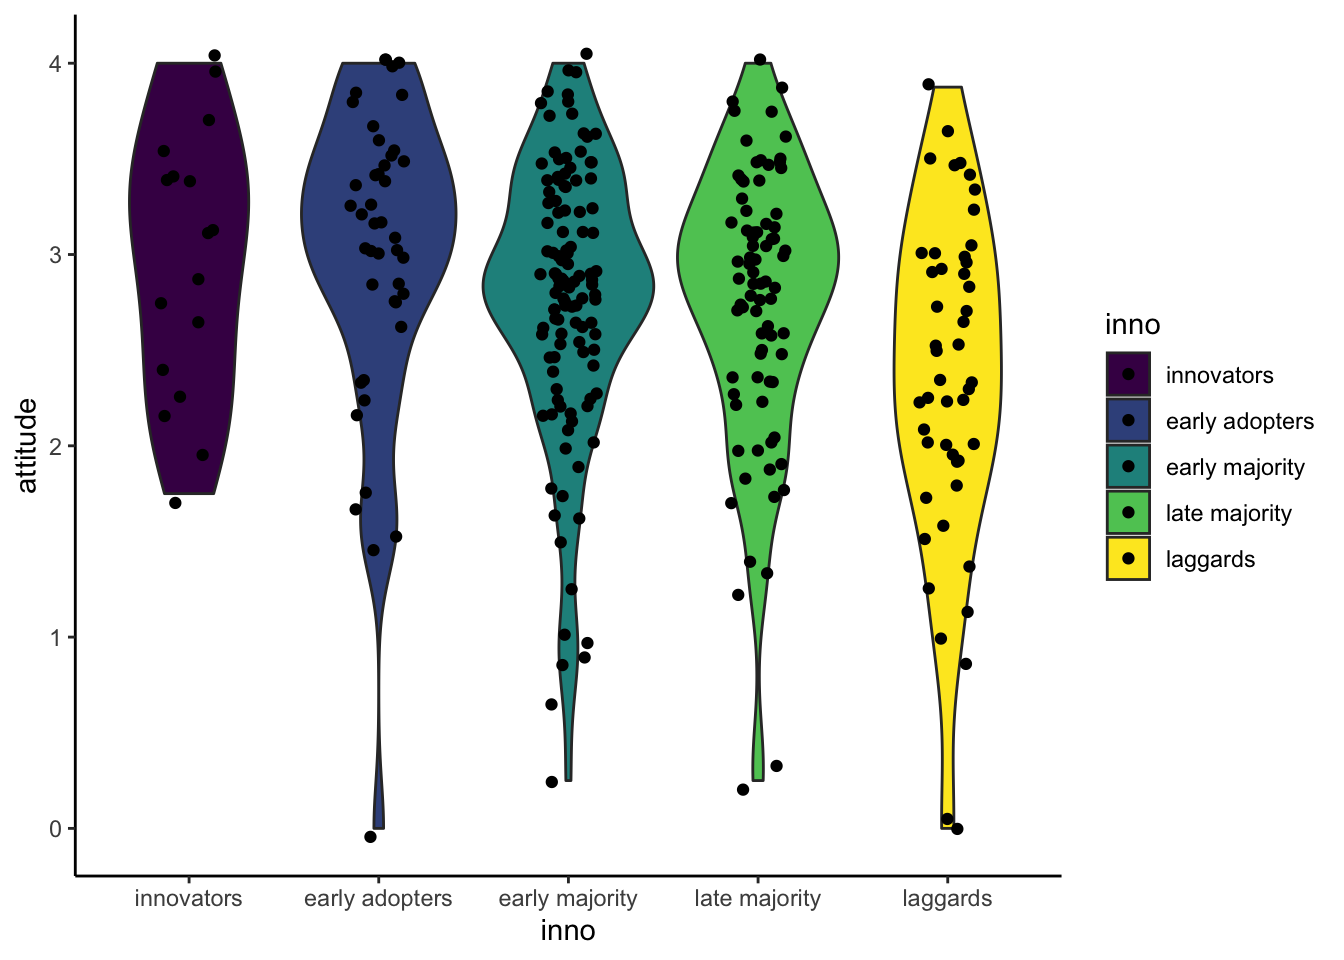 4
3
2
1
0
attitude
innovators
early adopters
early majority
late majority
laggards
inno
inno
innovators
early adopters
early majority
late majority
laggards